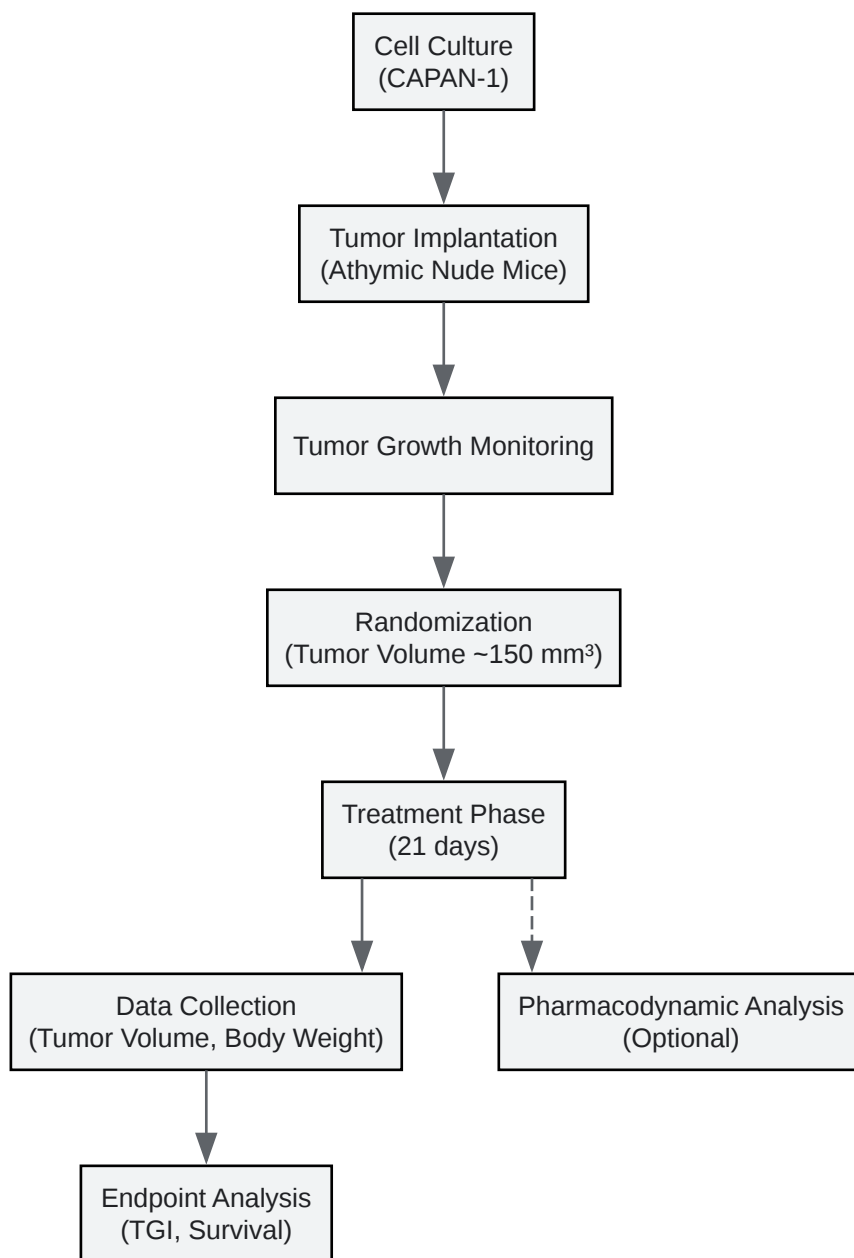 Cell Culture
(CAPAN-1)
Tumor Implantation
(Athymic Nude Mice)
Tumor Growth Monitoring
Randomization
(Tumor Volume ~150 mm³)
Treatment Phase
(21 days)
Data Collection
(Tumor Volume, Body Weight)
Pharmacodynamic Analysis
(Optional)
Endpoint Analysis
(TGI, Survival)